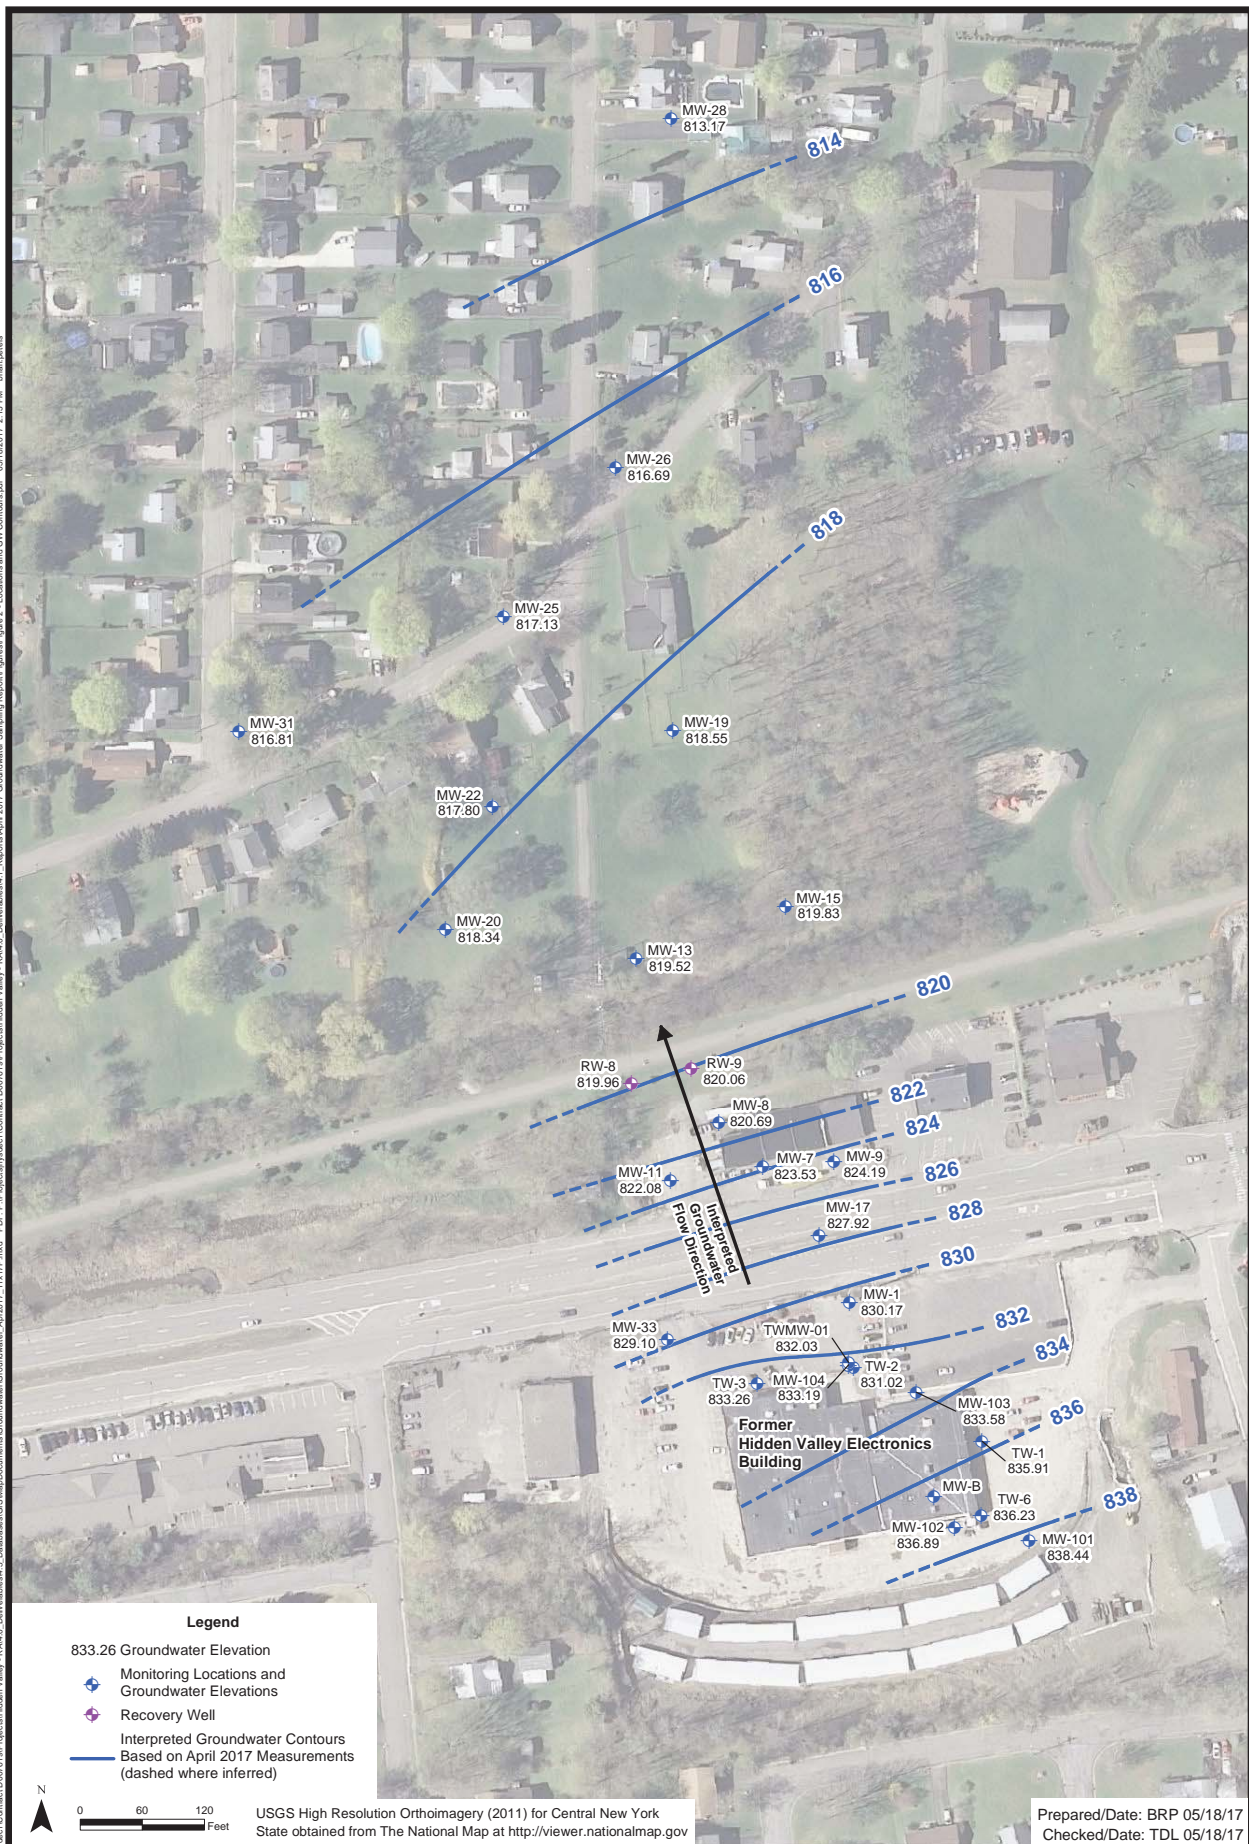 MW-28
813.17
814
816
MW-26
816.69
818
MW-25
817.13
MW-31
816.81
MW-19
818.55
MW-22
817.80
MW-15
819.83
MW-20
818.34
MW-13
819.52
820
RW-8
819.96
RW-9
820.06
822
MW-8
820.69
824
MW-7
823.53
MW-9
824.19
MW-11
822.08
826
MW-17
827.92
828
Interpreted
Groundwater
Flow Direction
830
MW-1
830.17
MW-33
829.10
TWMW-01
832.03
832
TW-2
831.02
MW-104
833.19
TW-3
833.26
834
MW-103
833.58
Former
Hidden Valley Electronics
Building
836
TW-1
835.91
MW-B
TW-6
836.23
838
MW-102
836.89
MW-101
838.44
Legend
833.26 Groundwater Elevation
Monitoring Locations and
Groundwater Elevations
Recovery Well
Interpreted Groundwater Contours
Based on April 2017 Measurements
(dashed where inferred)
N
0 60 120
Feet
USGS High Resolution Orthoimagery (2011) for Central New York
State obtained from The National Map at http://viewer.nationalmap.gov
Prepared/Date: BRP 05/18/17
Checked/Date: TDL 05/18/17